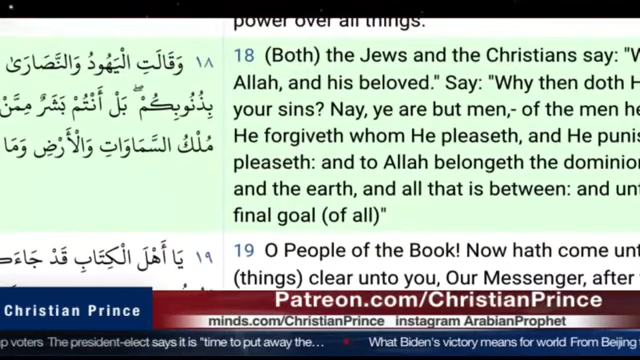 power over all things.
١٨ وَقَالَتِ الْيَهُودُ وَالنَّصَارَىٰ
بِذُنُوبِكُم ۖ بَلْ أَنتُم بَشَرٌ مِّمَّنْ
مُلْكُ السَّمَاوَاتِ وَالْأَرْضِ وَمَا
18 (Both) the Jews and the Christians say: "W
Allah, and his beloved." Say: "Why then doth H
your sins? Nay, ye are but men,- of the men he
He forgiveth whom He pleaseth, and He punis
pleaseth: and to Allah belongeth the dominion
and the earth, and all that is between: and unt
final goal (of all)"
١٩ يَا أَهْلَ الْكِتَابِ قَدْ جَاءَكُ
19 O People of the Book! Now hath come unt
(things) clear unto you, Our Messenger, after
Christian Prince
Patreon.com/ChristianPrince
minds.com/ChristianPrince instagram ArabianProphet
p voters The president-elect says it is "time to put away the... What Biden's victory means for world From Beijing